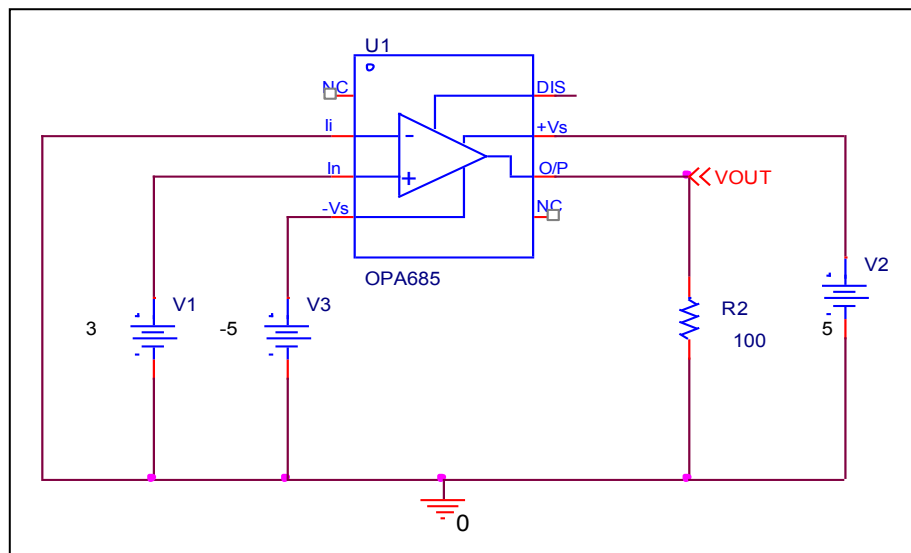 U1
NC
DIS
Ii
+Vs
In
O/P
VOUT
-Vs
NC
OPA685
V2
V1
V3
R2
3
-5
5
100
0